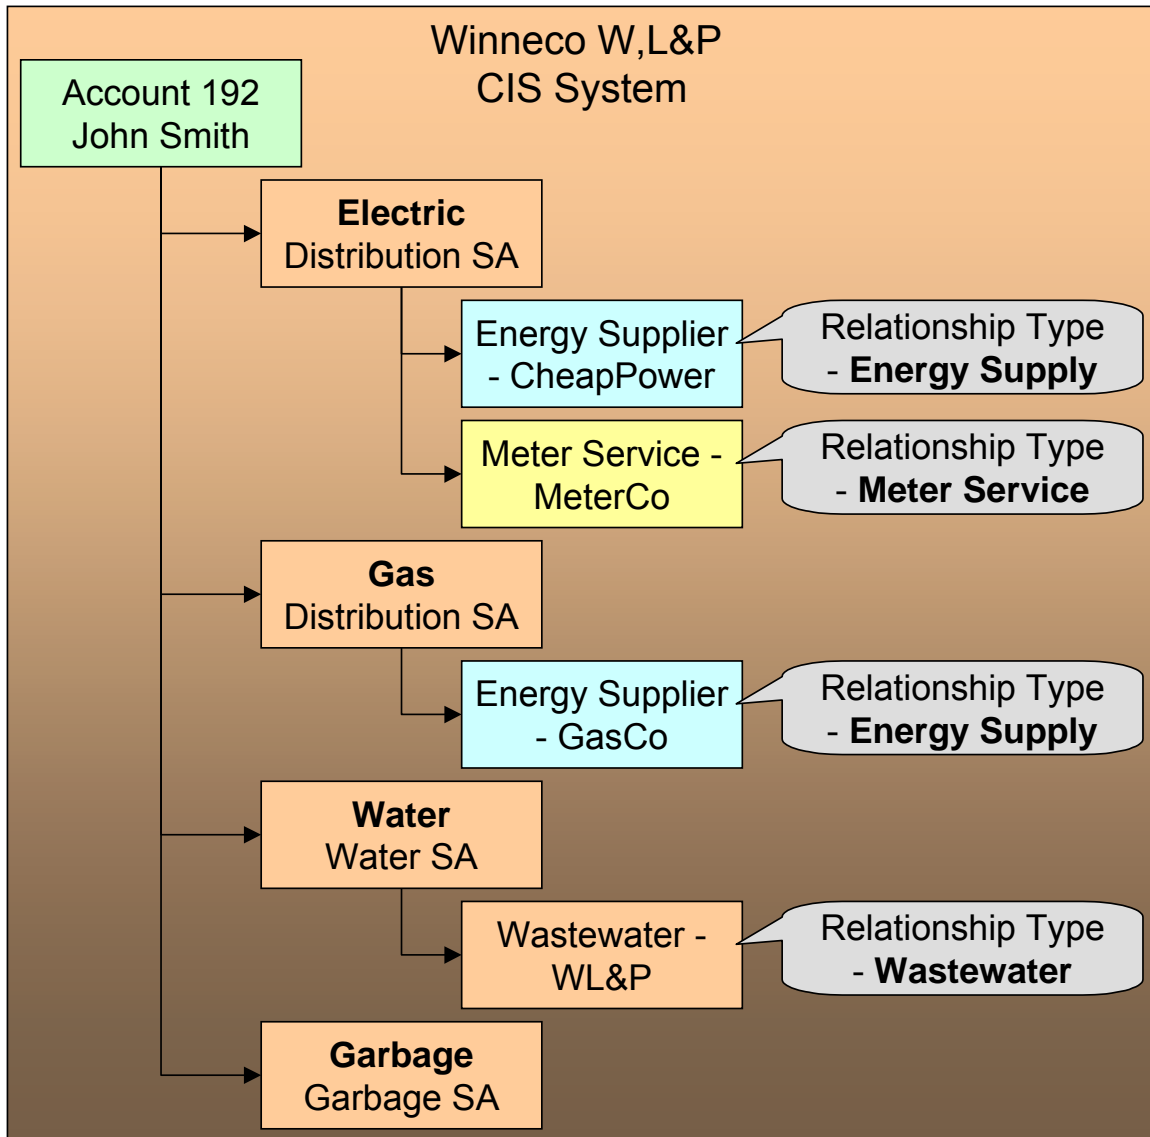 Winneco W,L&P
CIS System
Account 192
John Smith
Electric
Distribution SA
Energy Supplier
- CheapPower
Relationship Type
- Energy Supply
Meter Service -
MeterCo
Relationship Type
- Meter Service
Gas
Distribution SA
Energy Supplier
- GasCo
Relationship Type
- Energy Supply
Water
Water SA
Wastewater -
WL&P
Relationship Type
- Wastewater
Garbage
Garbage SA